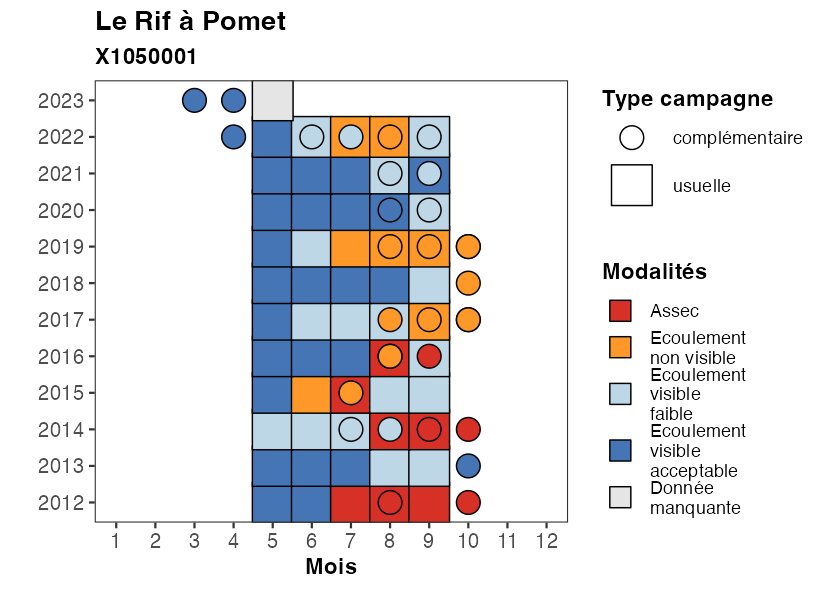 Le Rif à Pomet
X1050001
2023
2022
2021
2020
2019
2018
2017
2016
2015
2014
2013
2012
1 2 3 4 5 6 7 8 9 10 11 12
Mois
Type campagne
complémentaire
usuelle
Modalités
Assec
Ecoulement
non visible
Ecoulement
visible
faible
Ecoulement
visible
acceptable
Donnée
manquante